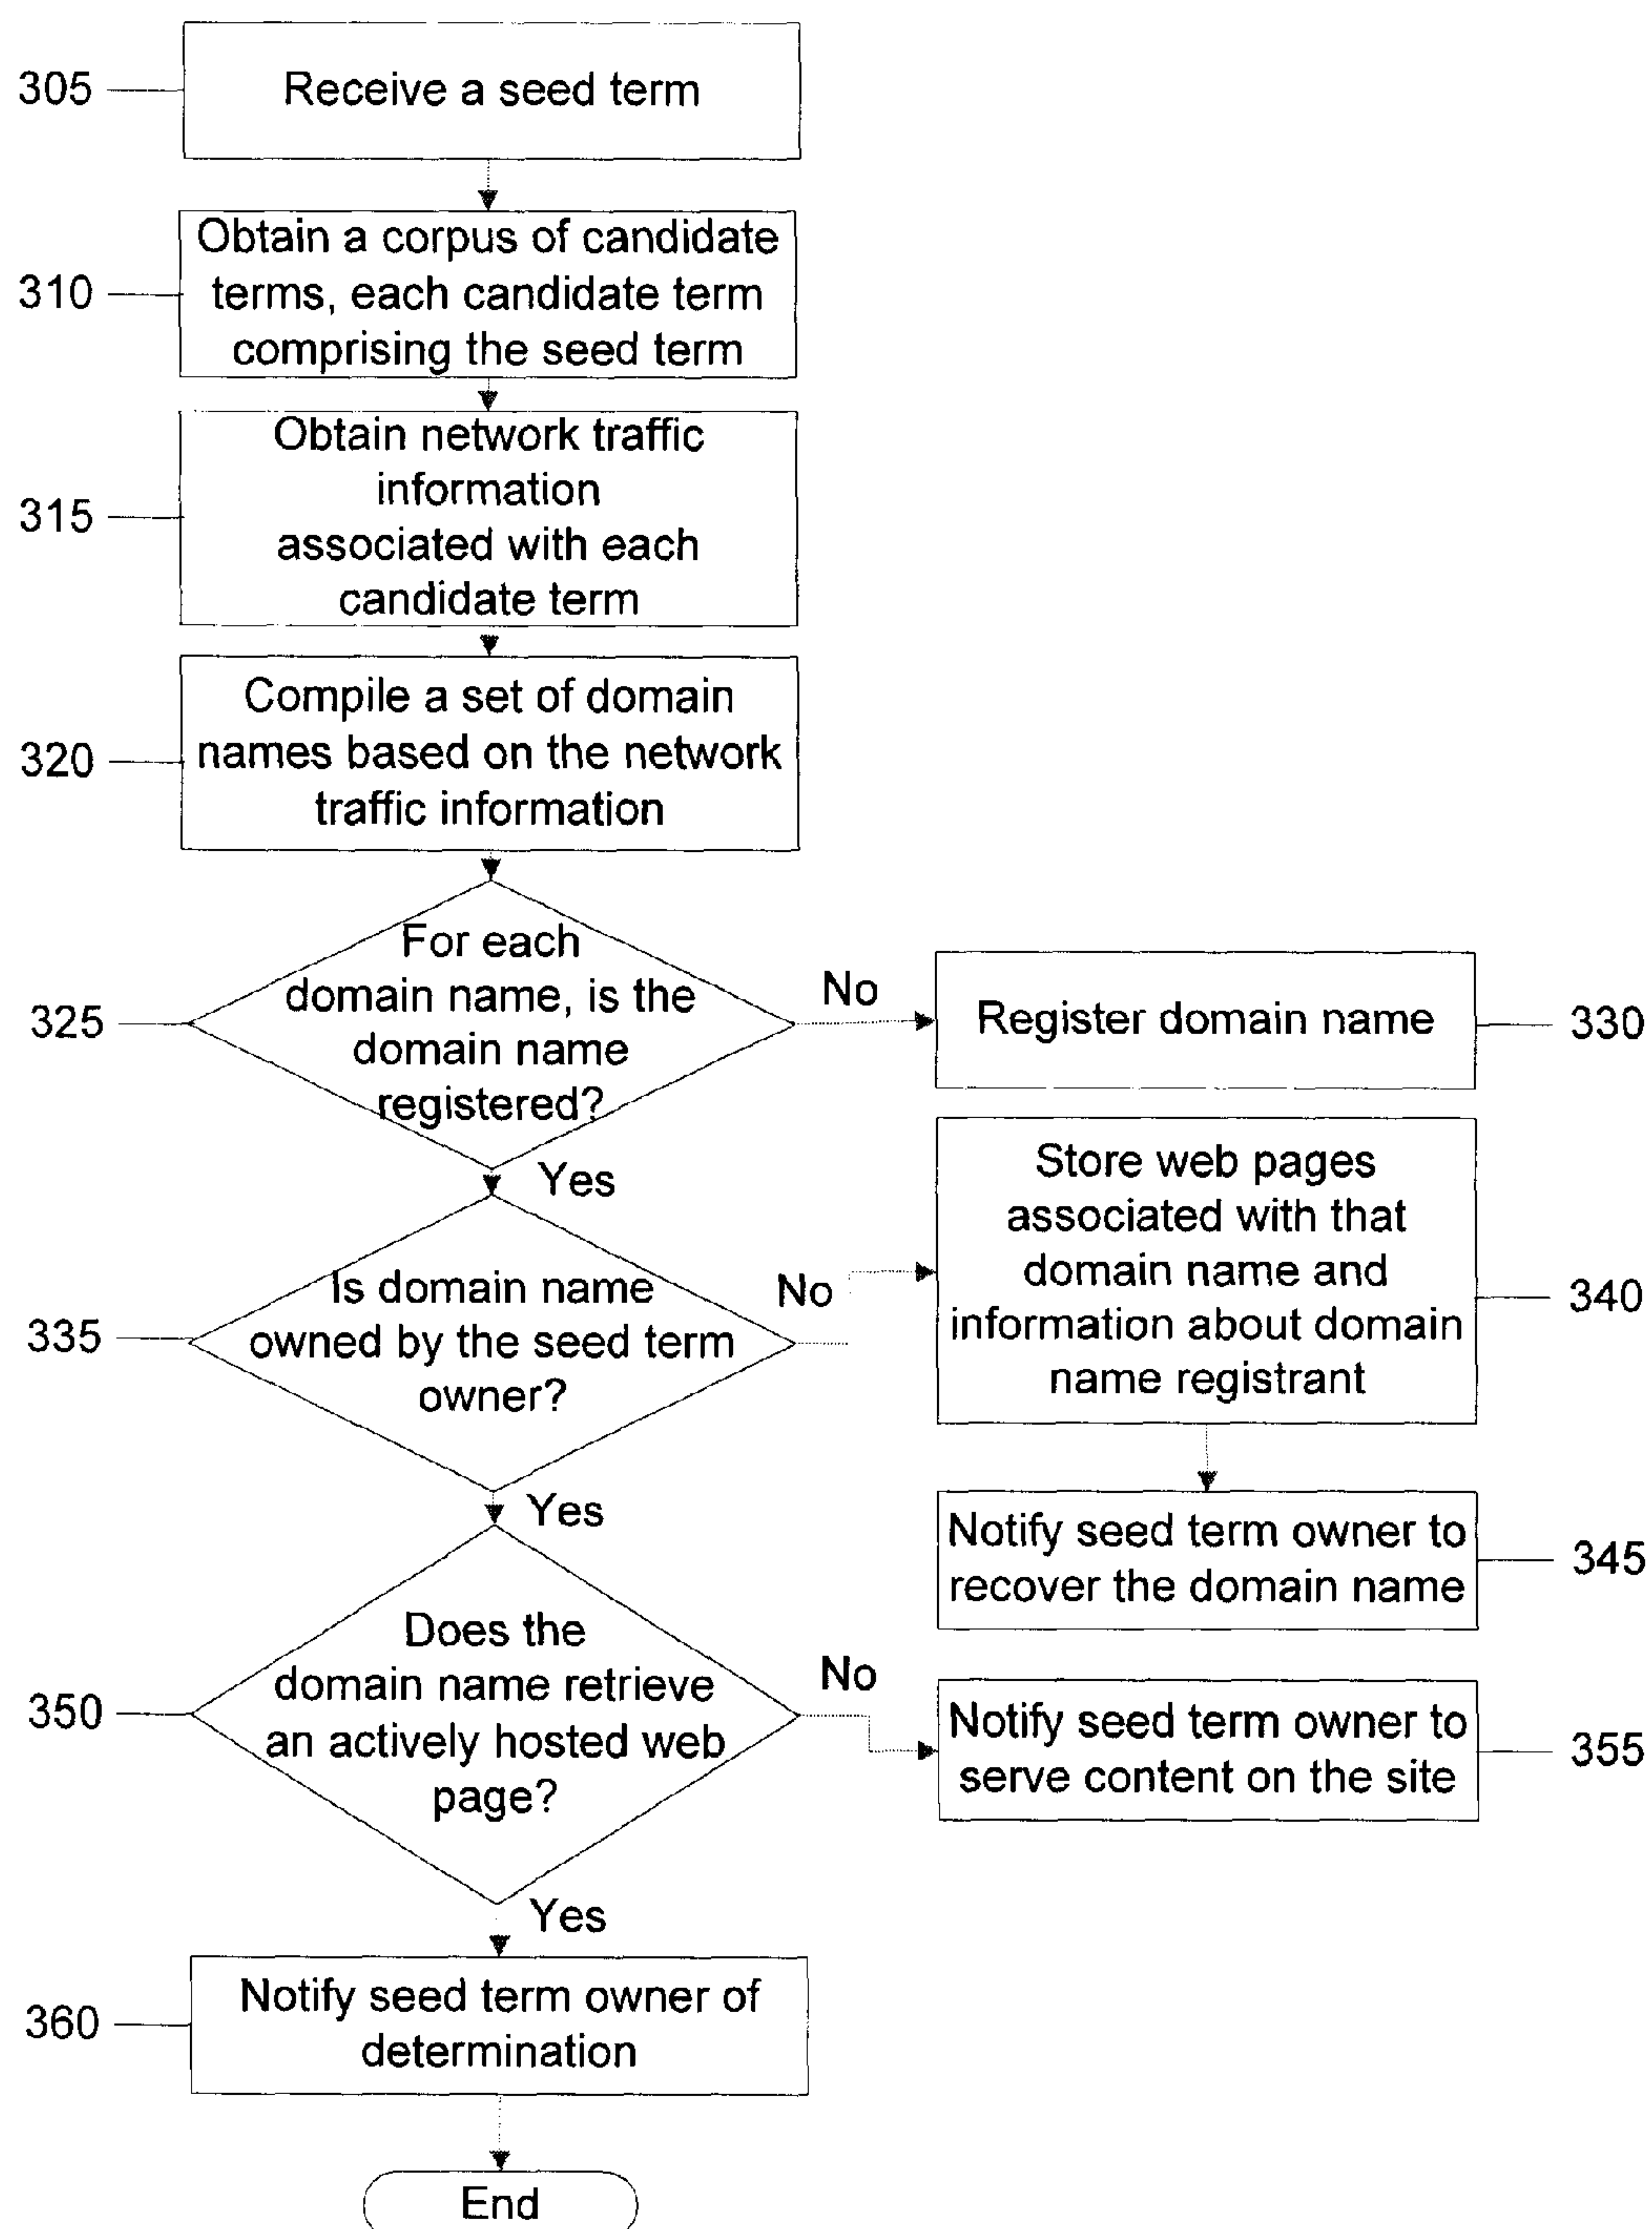 305
Receive a seed term
310
Obtain a corpus of candidate
terms, each candidate term
comprising the seed term
315
Obtain network traffic
information
associated with each
candidate term
320
Compile a set of domain
names based on the network
traffic information
325
For each
domain name, is the
domain name
registered?
No
Register domain name
330
Yes
335
Is domain name
owned by the seed term
owner?
No
Store web pages
associated with that
domain name and
information about domain
name registrant
340
Notify seed term owner to
recover the domain name
345
Yes
350
Does the
domain name retrieve
an actively hosted web
page?
No
Notify seed term owner to
serve content on the site
355
Yes
360
Notify seed term owner of
determination
End